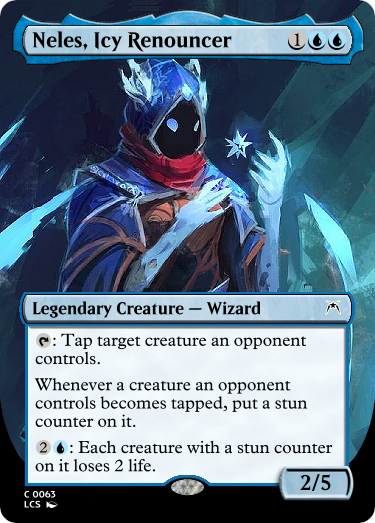 Neles, Icy Renouncer 1
Legendary Creature — Wizard
: Tap target creature an opponent
controls.
Whenever a creature an opponent
controls becomes tapped, put a stun
counter on it.
2 : Each creature with a stun counter
on it loses 2 life.
2/5
C 0063
LCS